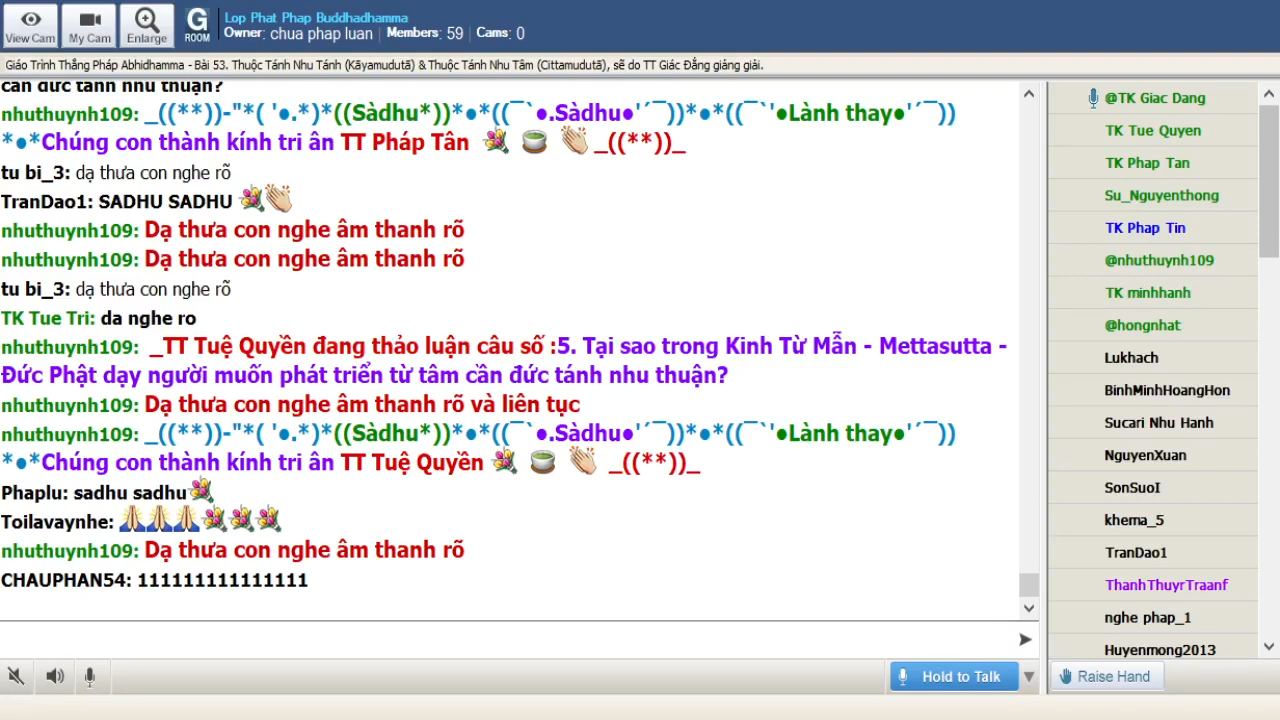 View Cam
My Cam
Enlarge
G
ROOM
Lop Phat Phap Buddhadhamma
Owner: chua phap luan Members: 59 Cams: 0
Giáo Trình Thắng Pháp Abhidhamma - Bài 53. Thuộc Tánh Nhu Tánh (Kāyamudutā) & Thuộc Tánh Nhu Tâm (Cittamudutā), sẽ do TT Giác Đẳng giảng giải.
cần đức tánh nhu thuận?
nhuthuynh109: _((**))-"*( '●.*)*((Sàdhu*))*●*((¯`●.Sàdhu●'´¯))*●*((¯`'●Lành thay●'´¯))
*●*Chúng con thành kính tri ân TT Pháp Tân _((**))_
tu bi_3: dạ thưa con nghe rõ
TranDao1: SADHU SADHU
nhuthuynh109: Dạ thưa con nghe âm thanh rõ
nhuthuynh109: Dạ thưa con nghe âm thanh rõ
tu bi_3: dạ thưa con nghe rõ
TK Tue Tri: da nghe ro
nhuthuynh109: _TT Tuệ Quyền đang thảo luận câu số :5. Tại sao trong Kinh Từ Mẫn - Mettasutta -
Đức Phật dạy người muốn phát triển từ tâm cần đức tánh nhu thuận?
nhuthuynh109: Dạ thưa con nghe âm thanh rõ và liên tục
nhuthuynh109: _((**))-"*( '●.*)*((Sàdhu*))*●*((¯`●.Sàdhu●'´¯))*●*((¯`'●Lành thay●'´¯))
*●*Chúng con thành kính tri ân TT Tuệ Quyền _((**))_
Phaplu: sadhu sadhu
Toilavaynhe:
nhuthuynh109: Dạ thưa con nghe âm thanh rõ
CHAUPHAN54: 111111111111111
Hold to Talk
@TK Giac Dang
TK Tue Quyen
TK Phap Tan
Su_Nguyenthong
TK Phap Tin
@nhuthuynh109
TK minhhanh
@hongnhat
Lukhach
BinhMinhHoangHon
Sucari Nhu Hanh
NguyenXuan
SonSuoI
khema_5
TranDao1
ThanhThuyrTraanf
nghe phap_1
Huyenmong2013
Raise Hand